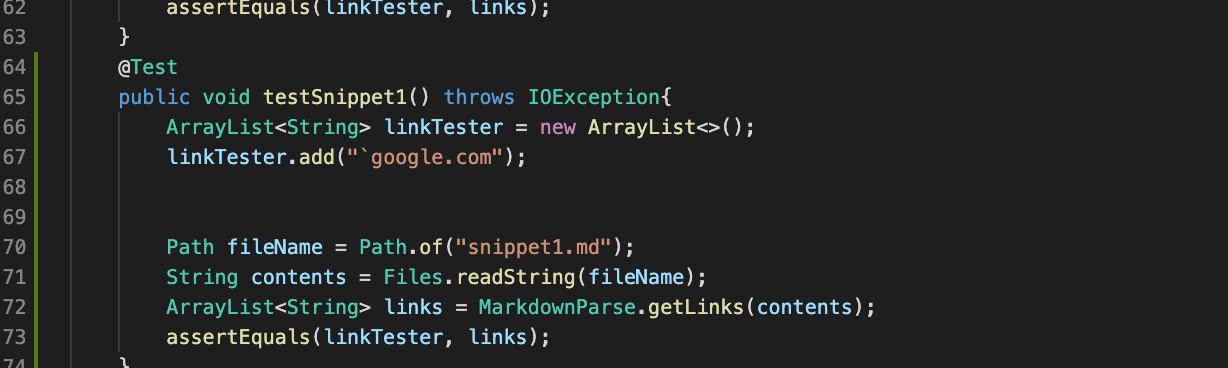 62 assertEquals(linkTester, links);
63 }
64 @Test
65 public void testSnippet1() throws IOException{
66 ArrayList<String> linkTester = new ArrayList<>();
67 linkTester.add("`google.com");
68
69
70 Path fileName = Path.of("snippet1.md");
71 String contents = Files.readString(fileName);
72 ArrayList<String> links = MarkdownParse.getLinks(contents);
73 assertEquals(linkTester, links);
74 }